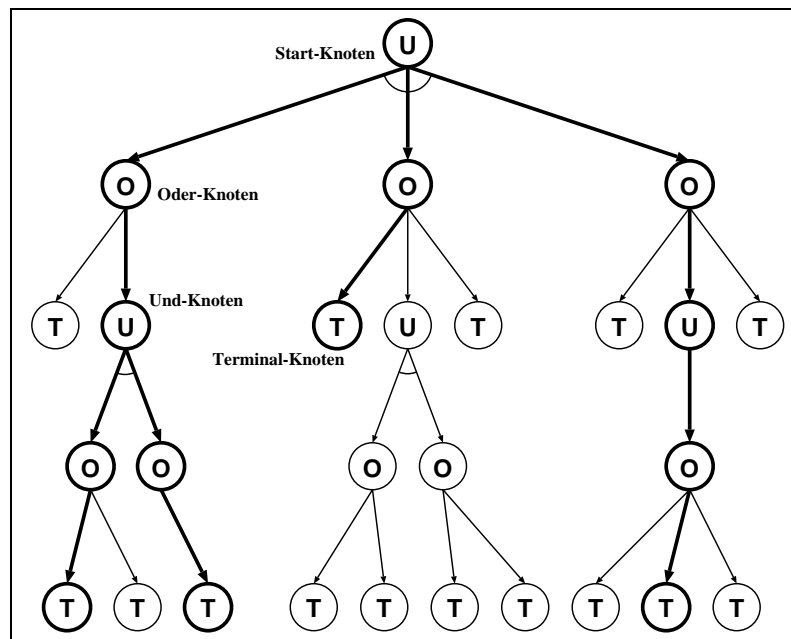 U
Start-Knoten
O O O
Oder-Knoten
T U T U T T U T
Und-Knoten
Terminal-Knoten
O O O O O
T T T T T T T T T T